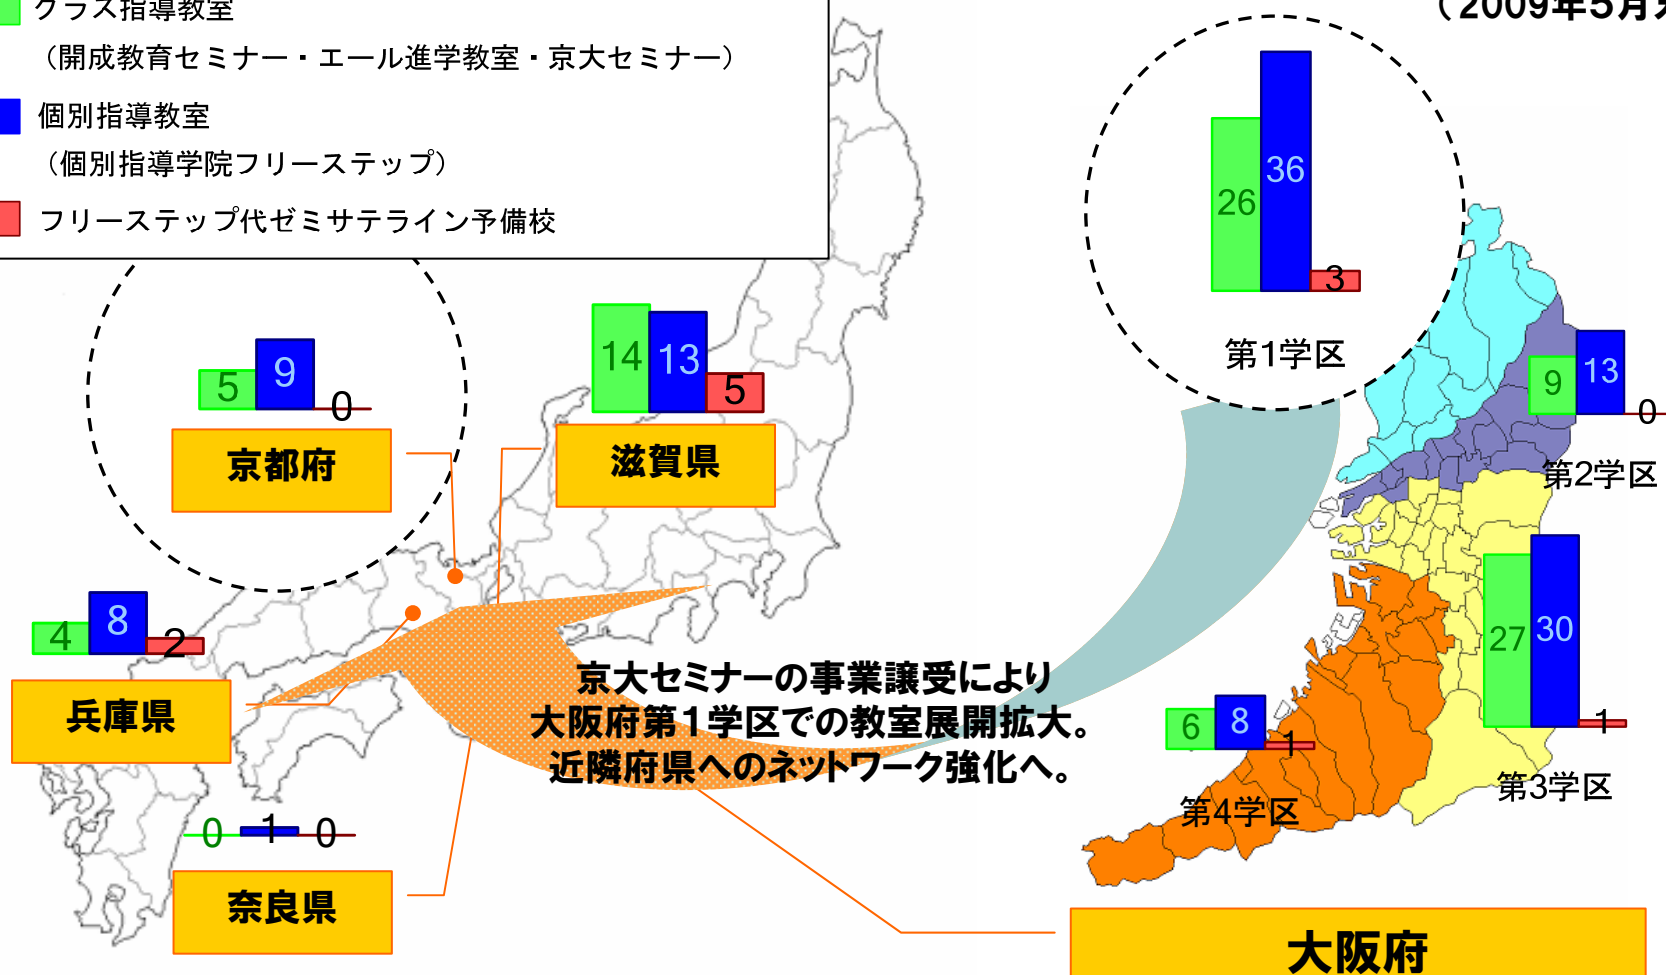 クラス指導教室
（開成教育セミナー・エール進学教室・京大セミナー）
個別指導教室
（個別指導学院フリーステップ）
フリーステップ代ゼミサテライン予備校
（2009年5月
26
36
3
第1学区
5
9
0
京都府
14
13
5
滋賀県
9
13
0
第2学区
4
8
2
兵庫県
27
30
1
第3学区
京大セミナーの事業譲受により
大阪府第１学区での教室展開拡大。
近隣府県へのネットワーク強化へ。
6
8
1
第4学区
0
1
0
奈良県
大阪府